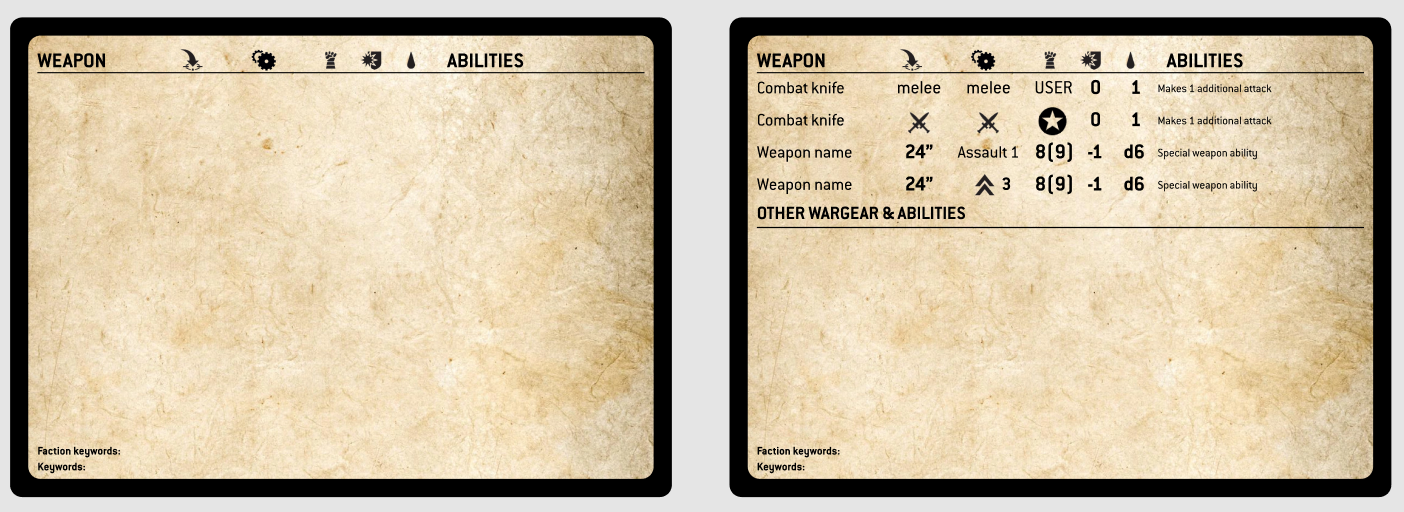 WEAPON ABILITIES
Faction keywords:
Keywords:
WEAPON ABILITIES
Combat knife melee melee USER 0 1 Makes 1 additional attack
Combat knife 0 1 Makes 1 additional attack
Weapon name 24” Assault 1 8(9) -1 d6 Special weapon ability
Weapon name 24” 3 8(9) -1 d6 Special weapon ability
OTHER WARGEAR & ABILITIES
Faction keywords:
Keywords: